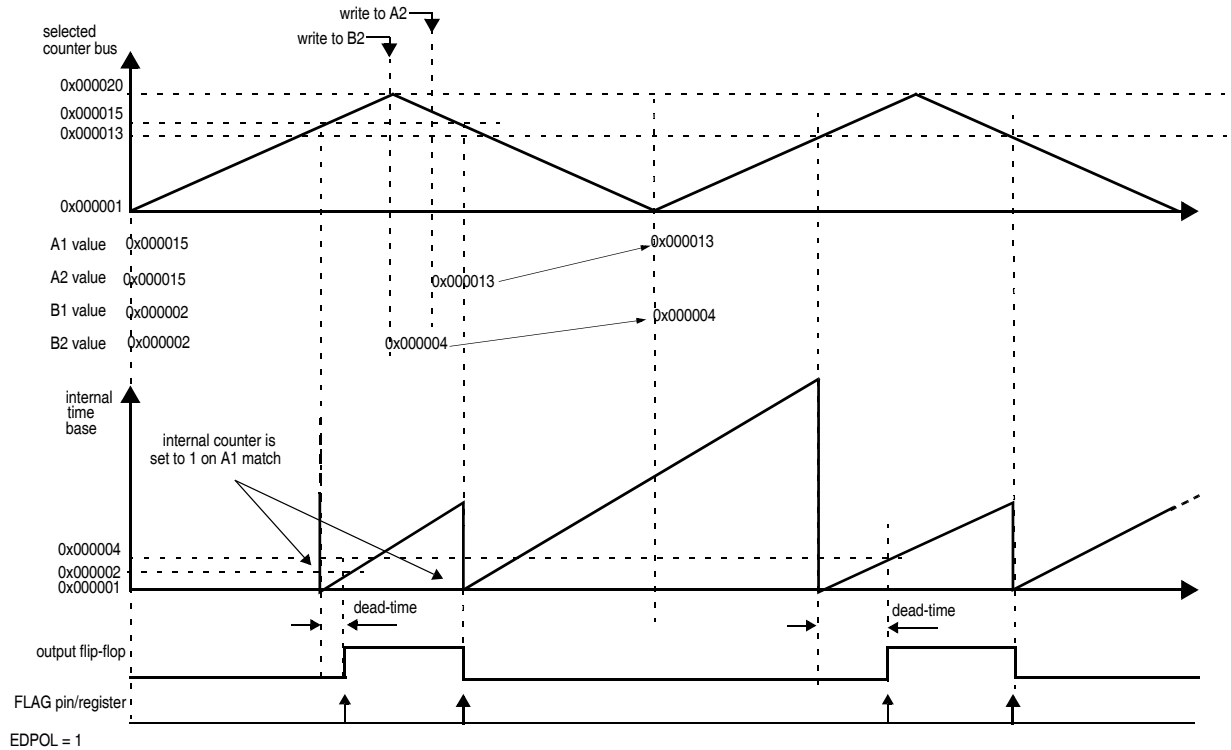 write to A2
selected
counter bus
write to B2
0x000020
0x000015
0x000013
0x000001
A1 value 0x000015 0x000013
A2 value 0x000015 0x000013
B1 value 0x000002 0x000004
B2 value 0x000002 0x000004
internal
time
base
internal counter is
set to 1 on A1 match
0x000004
0x000002
0x000001
dead-time dead-time
output flip-flop
FLAG pin/register
EDPOL = 1